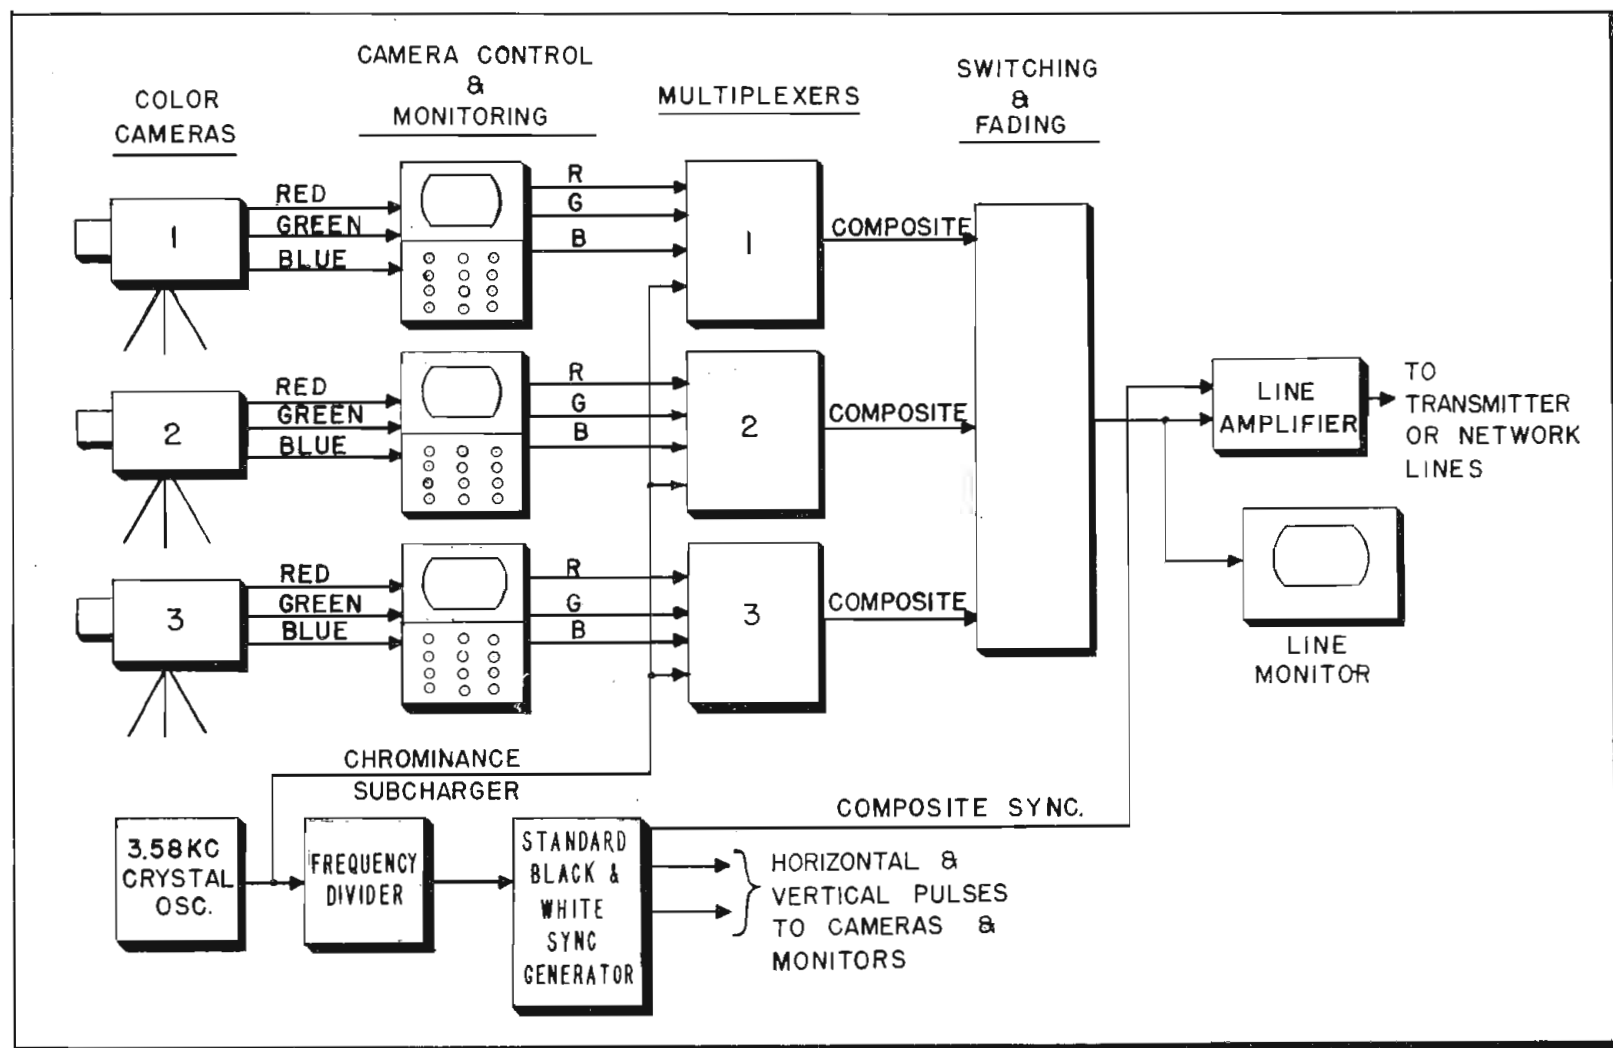 COLOR
CAMERAS
CAMERA CONTROL
&
MONITORING
MULTIPLEXERS
SWITCHING
&
FADING
1
RED
GREEN
BLUE
R
G
B
1
COMPOSITE
2
RED
GREEN
BLUE
R
G
B
2
COMPOSITE
3
RED
GREEN
BLUE
R
G
B
3
COMPOSITE
LINE
AMPLIFIER
TO
TRANSMITTER
OR NETWORK
LINES
LINE
MONITOR
CHROMINANCE
SUBCHARGER
3.58KC
CRYSTAL
OSC.
FREQUENCY
DIVIDER
STANDARD
BLACK &
WHITE
SYNC
GENERATOR
COMPOSITE SYNC.
HORIZONTAL &
VERTICAL PULSES
TO CAMERAS &
MONITORS